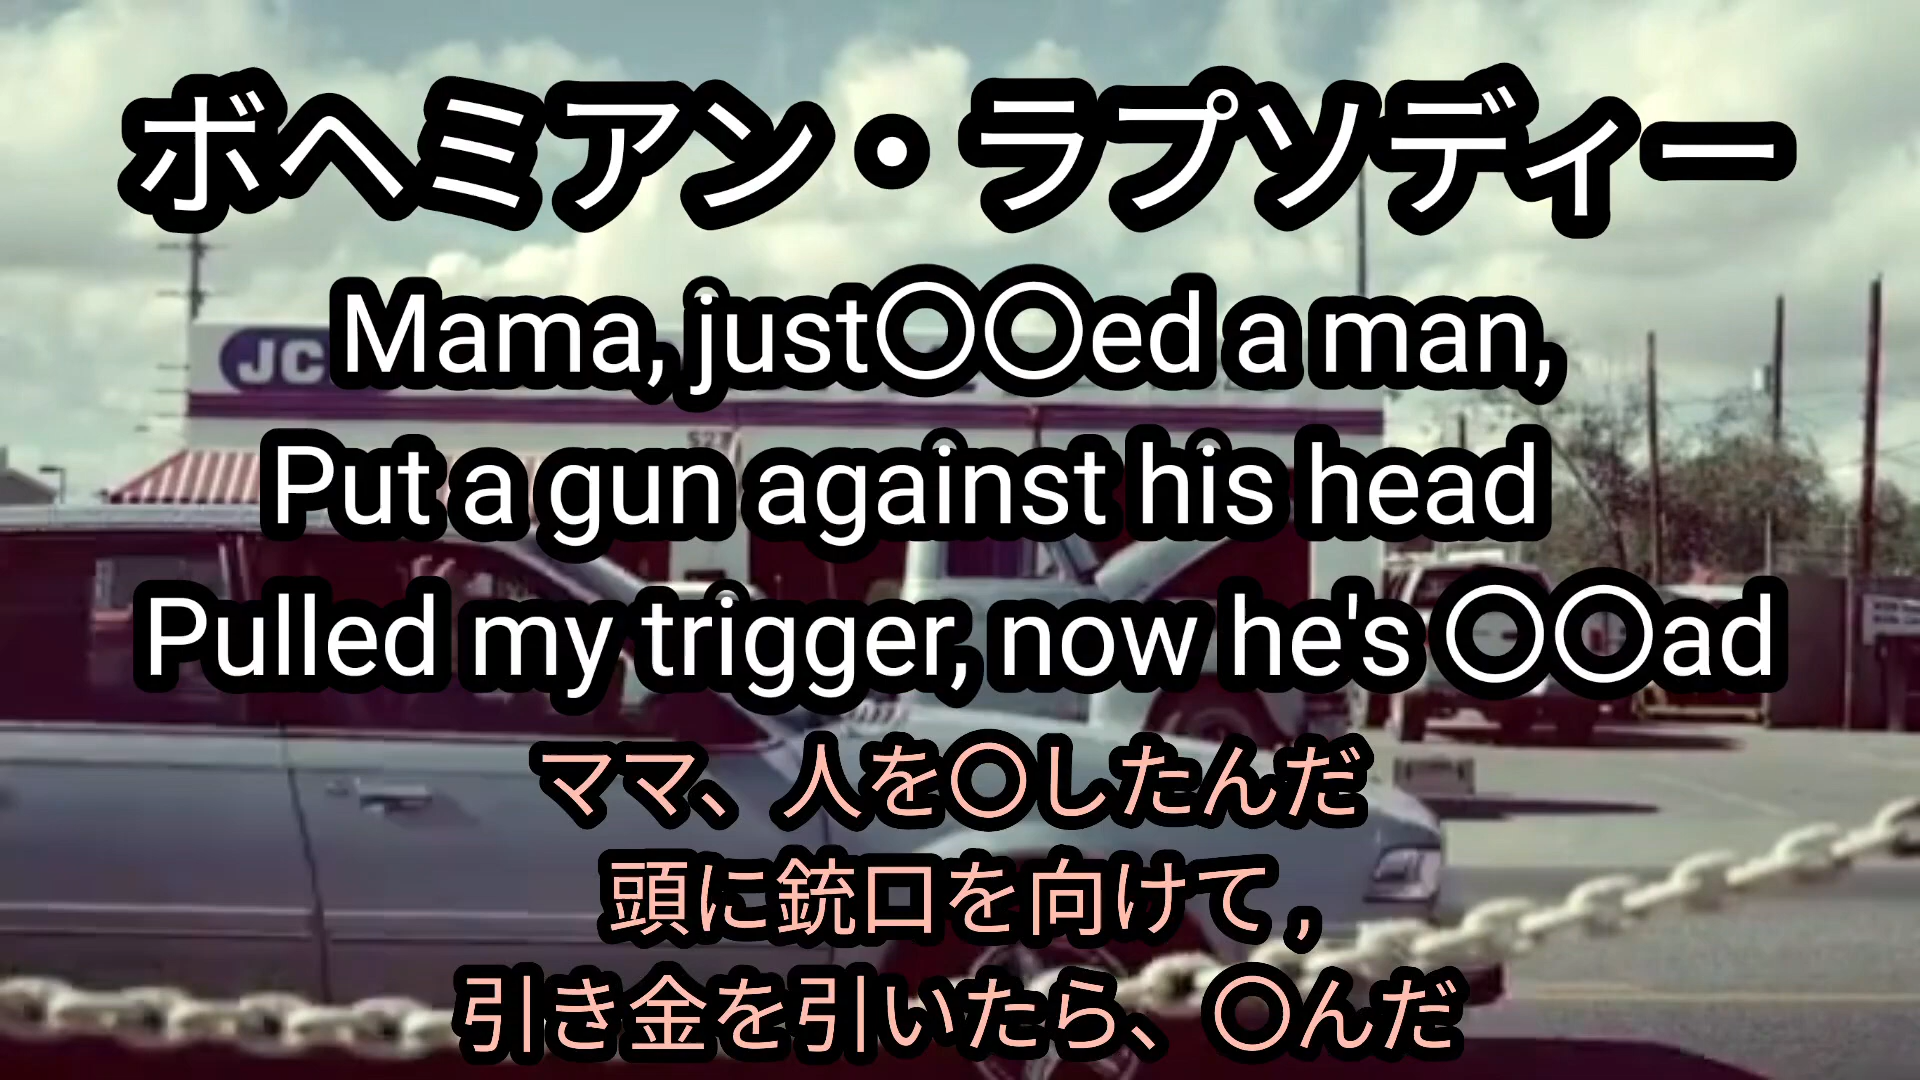 ボヘミアン・ラプソディー
Mama, just〇〇ed a man,
Put a gun against his head
Pulled my trigger, now he's 〇〇ad
ママ、人を〇したんだ
頭に銃口を向けて,
引き金を引いたら、〇んだ
JC